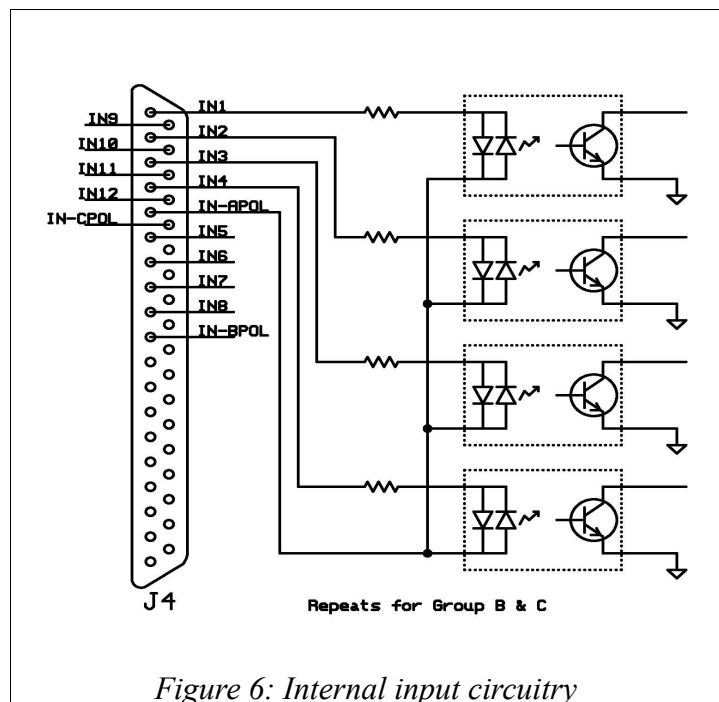 IN1
IN9
IN2
IN10
IN3
IN11
IN4
IN12
IN-APOL
IN-CPOL
IN5
IN6
IN7
IN8
IN-BPOL
J4
Repeats for Group B & C
Figure 6: Internal input circuitry